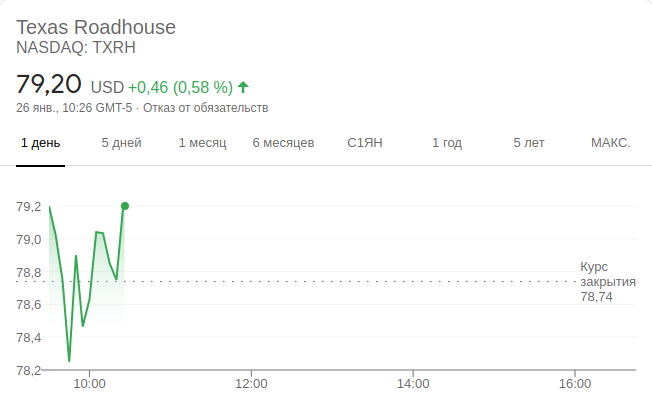 Texas Roadhouse
NASDAQ: TXRH
79,20 USD +0,46 (0,58 %)
26 янв., 10:26 GMT-5 · Отказ от обязательств
1 день 5 дней 1 месяц 6 месяцев С1ЯН 1 год 5 лет МАКС.
79,2
79,0
78,8
78,6
78,4
78,2
Курс
закрытия
78,74
10:00 12:00 14:00 16:00